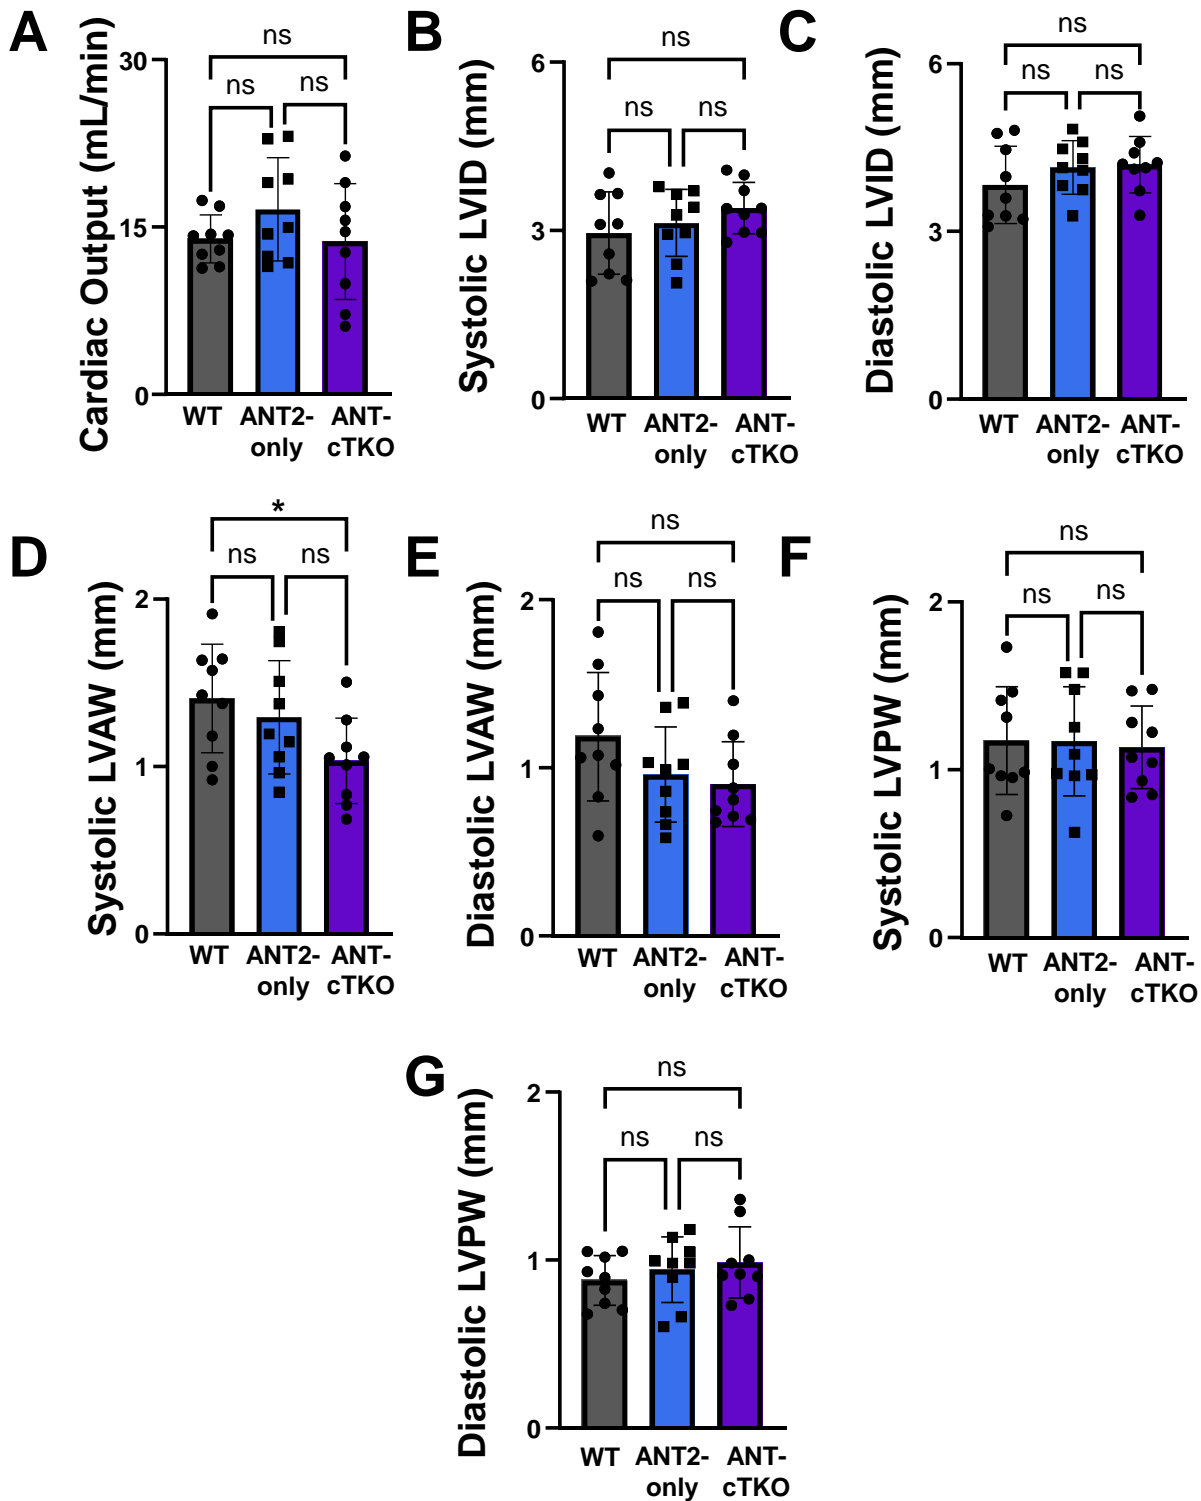 A
Cardiac Output (mL/min)
30
15
0
ns
ns
ns
WT
ANT2-
only
ANT-
cTKO
B
Systolic LVID (mm)
6
3
0
ns
ns
ns
WT
ANT2-
only
ANT-
cTKO
C
Diastolic LVID (mm)
6
3
0
ns
ns
ns
WT
ANT2-
only
ANT-
cTKO
D
Systolic LVAW (mm)
2
1
0
*
ns
ns
WT
ANT2-
only
ANT-
cTKO
E
Diastolic LVAW (mm)
2
1
0
ns
ns
ns
WT
ANT2-
only
ANT-
cTKO
F
Systolic LVPW (mm)
2
1
0
ns
ns
ns
WT
ANT2-
only
ANT-
cTKO
G
Diastolic LVPW (mm)
2
1
0
ns
ns
ns
WT
ANT2-
only
ANT-
cTKO